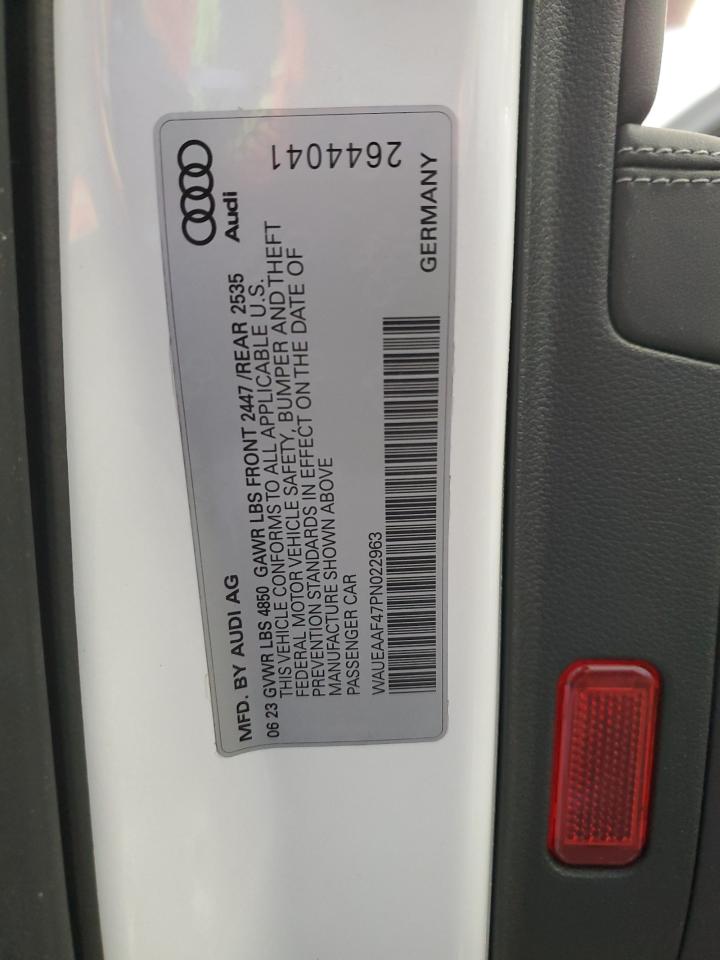 MFD. BY AUDI AG
Audi
06 23 GVWR LBS 4850 GAWR LBS FRONT 2447 /REAR 2535
THIS VEHICLE CONFORMS TO ALL APPLICABLE U.S.
FEDERAL MOTOR VEHICLE SAFETY, BUMPER AND THEFT
PREVENTION STANDARDS IN EFFECT ON THE DATE OF
MANUFACTURE SHOWN ABOVE
PASSENGER CAR
WAUEAAF47PN022963
GERMANY
2644041